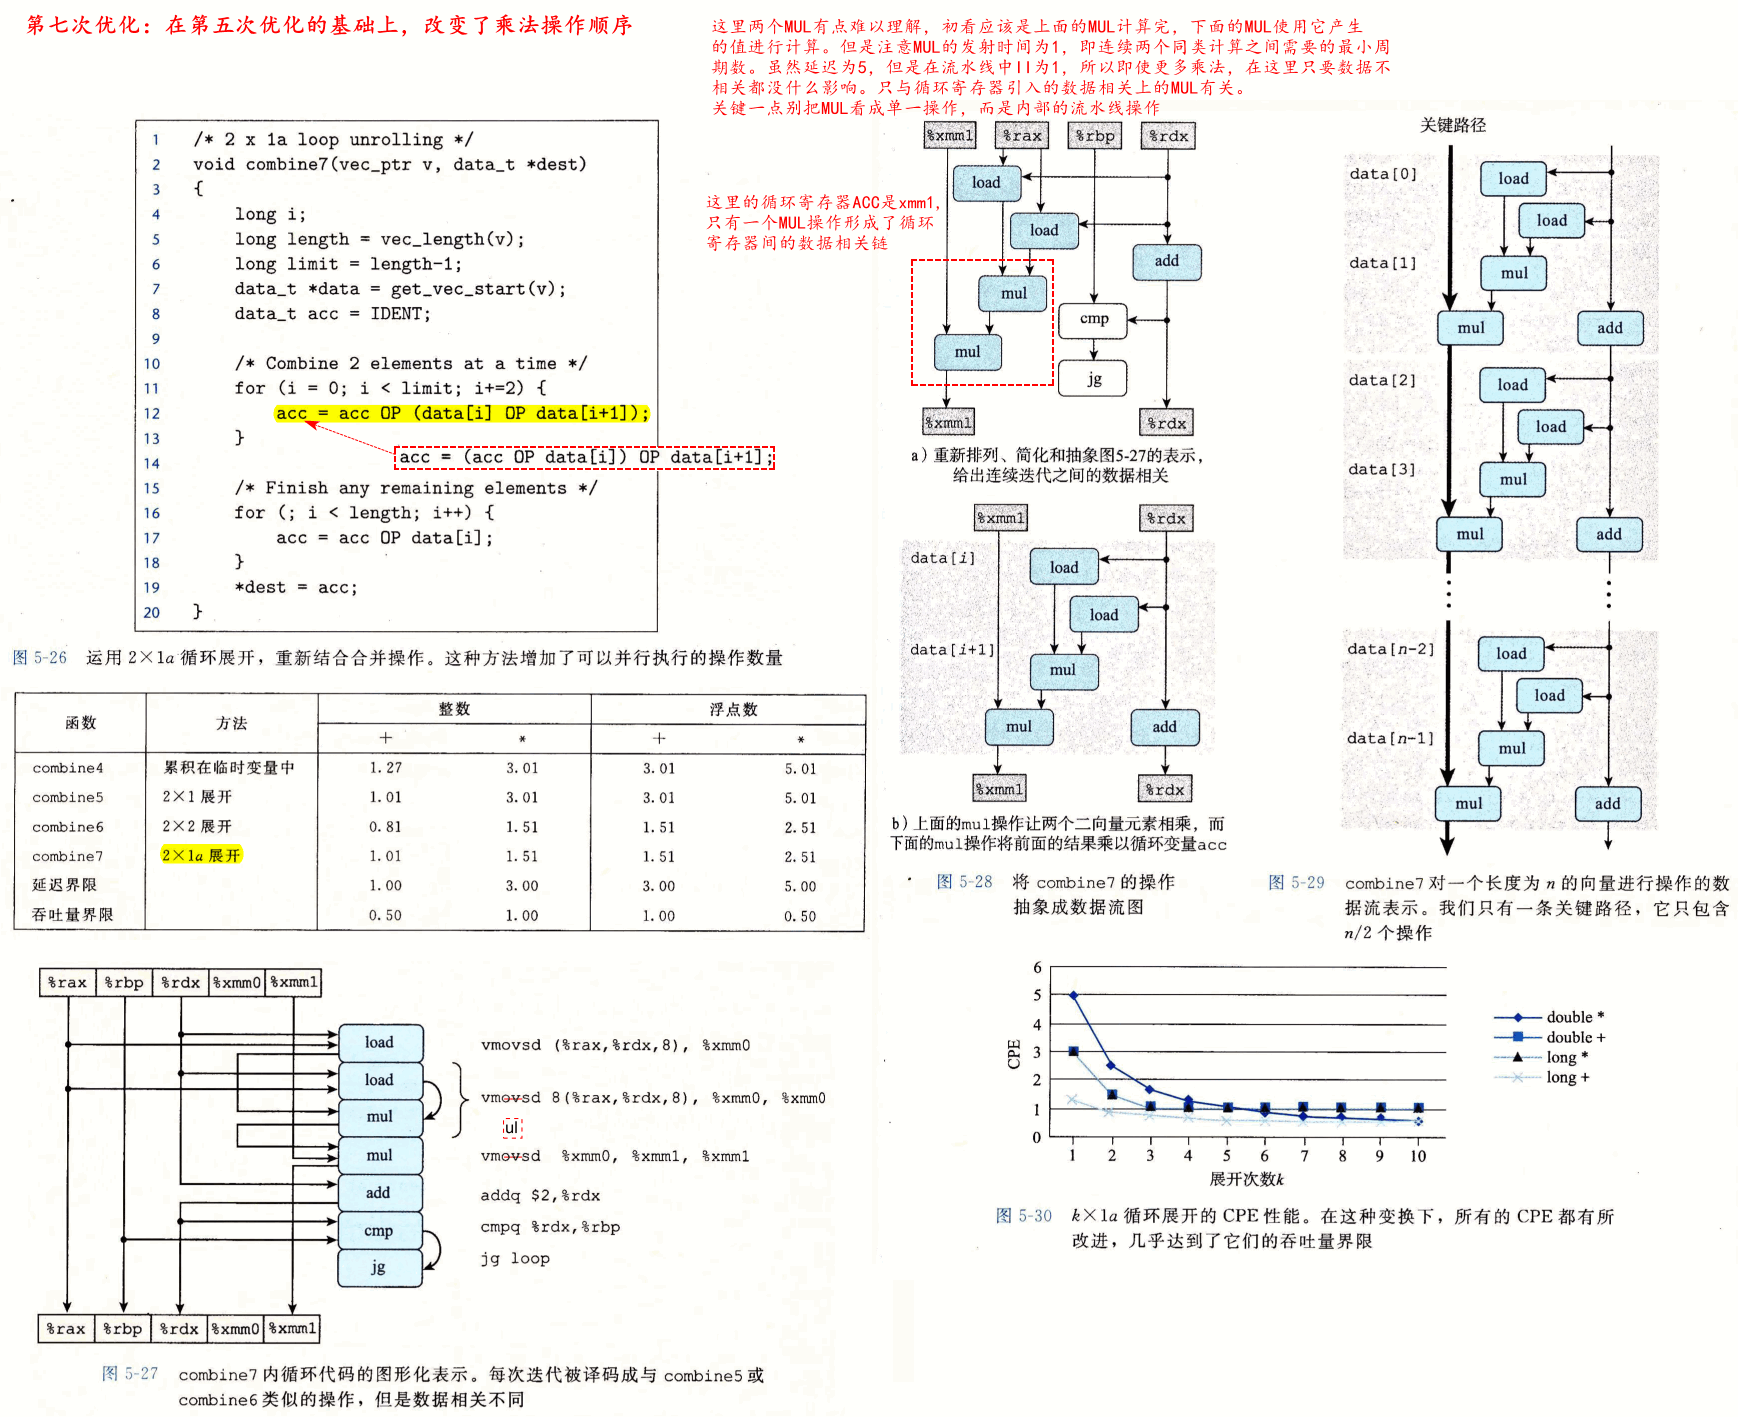 第七次优化：在第五次优化的基础上，改变了乘法操作顺序
这里两个MUL有点难以理解，初看应该是上面的MUL计算完，下面的MUL使用它产生
的值进行计算。但是注意MUL的发射时间为1，即连续两个同类计算之间需要的最小周
期数。虽然延迟为5，但是在流水线中II为1，所以即使更多乘法，在这里只要数据不
相关都没什么影响。只与循环寄存器引入的数据相关上的MUL有关。
关键一点别把MUL看成单一操作，而是内部的流水线操作
1 /* 2 x 1a loop unrolling */
2 void combine7(vec_ptr v, data_t *dest)
3 {
4 long i;
5 long length = vec_length(v);
6 long limit = length-1;
7 data_t *data = get_vec_start(v);
8 data_t acc = IDENT;
9
10 /* Combine 2 elements at a time */
11 for (i = 0; i < limit; i+=2) {
12 acc = acc OP (data[i] OP data[i+1]);
13 }
acc = (acc OP data[i]) OP data[i+1];
14
15 /* Finish any remaining elements */
16 for (; i < length; i++) {
17 acc = acc OP data[i];
18 }
19 *dest = acc;
20 }
图 5-26 运用 2×1a 循环展开，重新结合合并操作。这种方法增加了可以并行执行的操作数量
函数 方法 整数 浮点数
+ * + *
combine4 累积在临时变量中 1.27 3.01 3.01 5.01
combine5 2×1 展开 1.01 3.01 3.01 5.01
combine6 2×2 展开 0.81 1.51 1.51 2.51
combine7 2×1a 展开 1.01 1.51 1.51 2.51
延迟界限 1.00 3.00 3.00 5.00
吞吐量界限 0.50 1.00 1.00 0.50
%rax %rbp %rdx %xmm0 %xmm1
load
vmovsd (%rax,%rdx,8), %xmm0
load
vmovsd 8(%rax,%rdx,8), %xmm0, %xmm0
mul
ul
mul
vmovsd %xmm0, %xmm1, %xmm1
add
addq $2,%rdx
cmp
cmpq %rdx,%rbp
jg
jg loop
%rax %rbp %rdx %xmm0 %xmm1
图 5-27 combine7 内循环代码的图形化表示。每次迭代被译码成与 combine5 或
combine6 类似的操作，但是数据相关不同
%xmm1 %rax %rbp %rdx
load
这里的循环寄存器ACC是xmm1，
只有一个MUL操作形成了循环
寄存器间的数据相关链
load
add
mul
cmp
mul
jg
%xmm1 %rdx
a）重新排列、简化和抽象图5-27的表示，
给出连续迭代之间的数据相关
%xmm1 %rdx
data[i]
load
load
data[i+1]
mul
mul add
%xmm1 %rdx
b）上面的mul操作让两个二向量元素相乘，而
下面的mul操作将前面的结果乘以循环变量acc
图 5-28 将 combine7 的操作
抽象成数据流图
关键路径
data[0]
load
load
data[1]
mul
mul add
data[2]
load
load
data[3]
mul
mul add
data[n-2]
load
load
data[n-1]
mul
mul add
图 5-29 combine7 对一个长度为 n 的向量进行操作的数
据流表示。我们只有一条关键路径，它只包含
n/2 个操作
6
5
4
3
2
1
0
CPE
1 2 3 4 5 6 7 8 9 10
展开次数k
double *
double +
long *
long +
图 5-30 k×1a 循环展开的 CPE 性能。在这种变换下，所有的 CPE 都有所
改进，几乎达到了它们的吞吐量界限